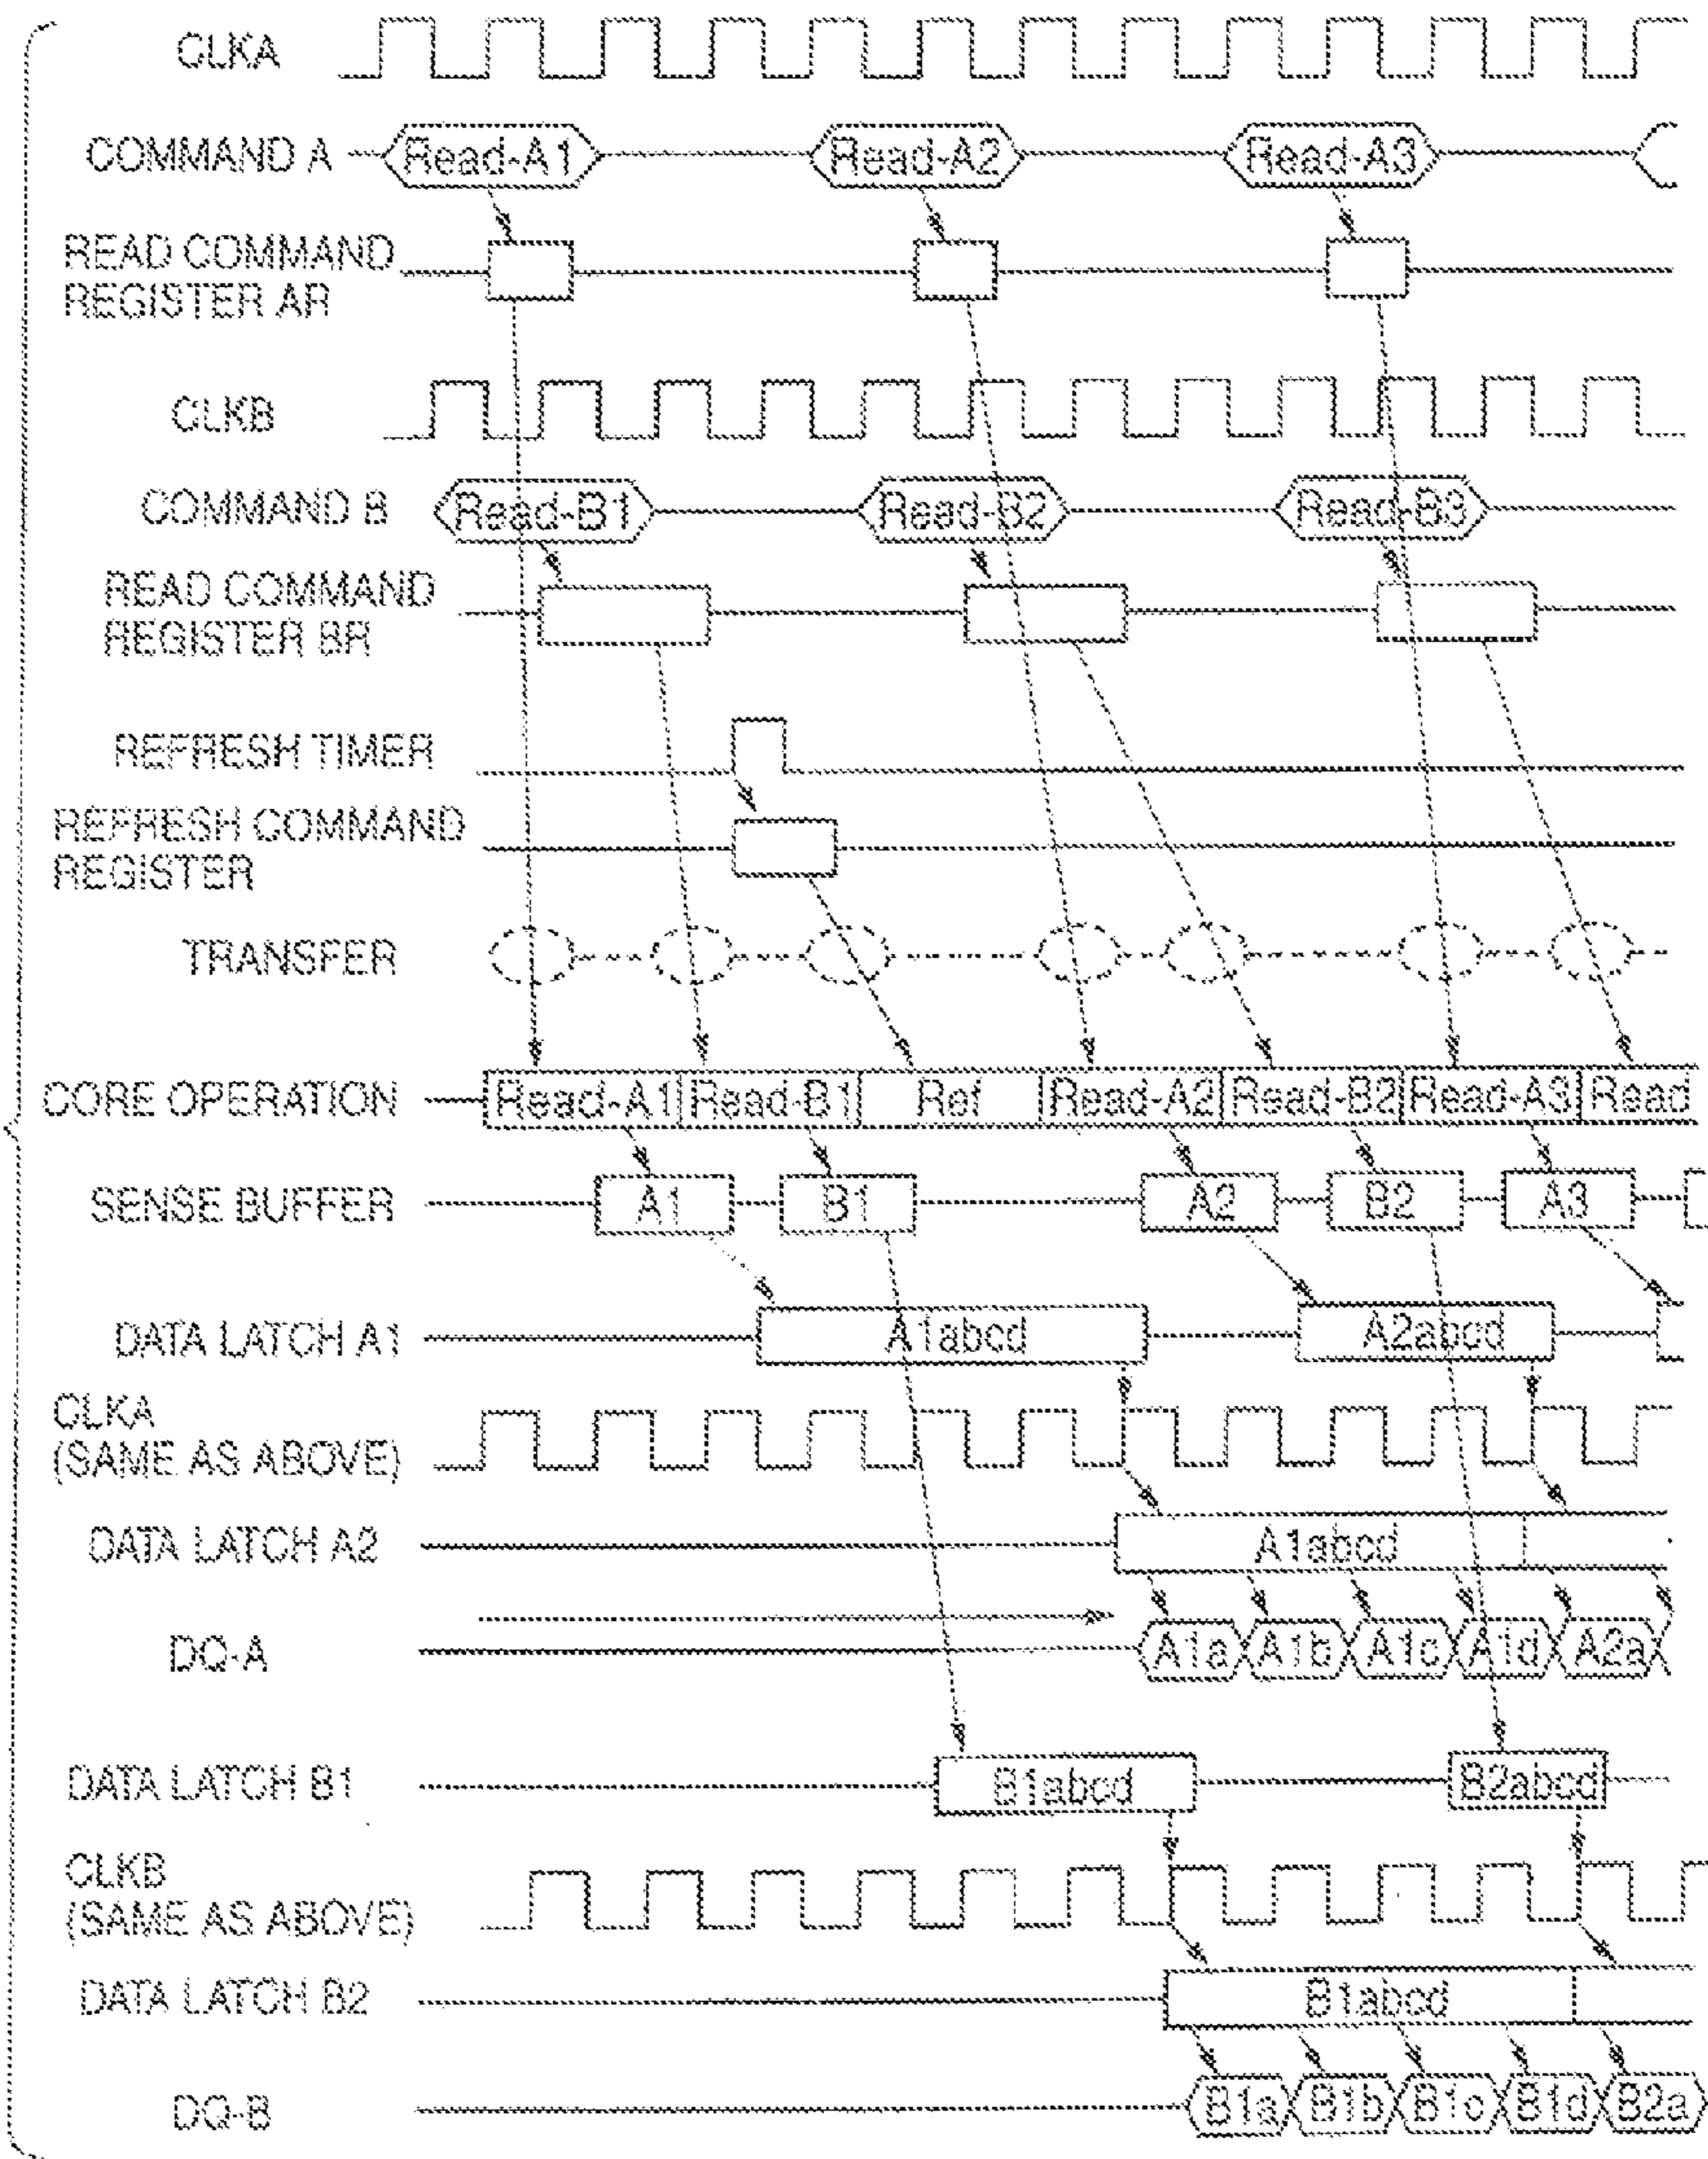 CLKA
COMMAND A Read-A1 Read-A2 Read-A3
READ COMMAND
REGISTER AR
CLKB
COMMAND B Read-B1 Read-B2 Read-B3
READ COMMAND
REGISTER BR
REFRESH TIMER
REFRESH COMMAND
REGISTER
TRANSFER
CORE OPERATION Read-A1 Read-B1 Ref Read-A2 Read-B2 Read-A3 Read
SENSE BUFFER A1 B1 A2 B2 A3
DATA LATCH A1 A1abcd A2abcd
CLKA
(SAME AS ABOVE)
DATA LATCH A2 A1abcd
DQ-A A1a A1b A1c A1d A2a
DATA LATCH B1 B1abcd B2abcd
CLKB
(SAME AS ABOVE)
DATA LATCH B2 B1abcd
DQ-B B1a B1b B1c B1d B2a